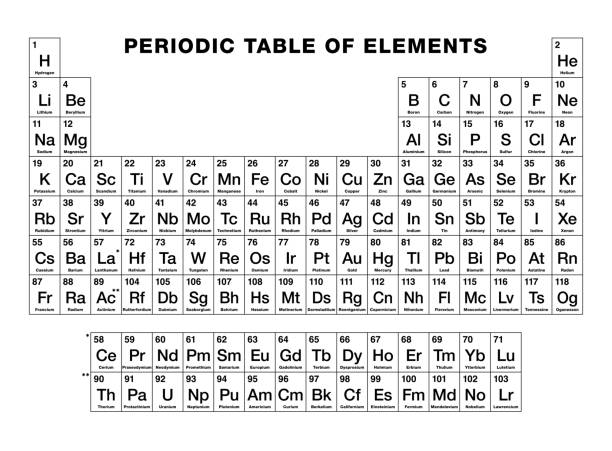 PERIODIC TABLE OF ELEMENTS
1 2
H He
Hydrogen Helium
3 4 5 6 7 8 9 10
Li Be B C N O F Ne
Lithium Beryllium Boron Carbon Nitrogen Oxygen Fluorine Neon
11 12 13 14 15 16 17 18
Na Mg Al Si P S Cl Ar
Sodium Magnesium Aluminium Silicon Phosphorus Sulfur Chlorine Argon
19 20 21 22 23 24 25 26 27 28 29 30 31 32 33 34 35 36
K Ca Sc Ti V Cr Mn Fe Co Ni Cu Zn Ga Ge As Se Br Kr
Potassium Calcium Scandium Titanium Vanadium Chromium Manganese Iron Cobalt Nickel Copper Zinc Gallium Germanium Arsenic Selenium Bromine Krypton
37 38 39 40 41 42 43 44 45 46 47 48 49 50 51 52 53 54
Rb Sr Y Zr Nb Mo Tc Ru Rh Pd Ag Cd In Sn Sb Te I Xe
Rubidium Strontium Yttrium Zirconium Niobium Molybdenum Technetium Ruthenium Rhodium Palladium Silver Cadmium Indium Tin Antimony Tellurium Iodine Xenon
55 56 57 72 73 74 75 76 77 78 79 80 81 82 83 84 85 86
Cs Ba La* Hf Ta W Re Os Ir Pt Au Hg Tl Pb Bi Po At Rn
Caesium Barium Lanthanum Hafnium Tantalum Tungsten Rhenium Osmium Iridium Platinum Gold Mercury Thallium Lead Bismuth Polonium Astatine Radon
87 88 89 104 105 106 107 108 109 110 111 112 113 114 115 116 117 118
Fr Ra Ac** Rf Db Sg Bh Hs Mt Ds Rg Cn Nh Fl Mc Lv Ts Og
Francium Radium Actinium Rutherfordium Dubnium Seaborgium Bohrium Hassium Meitnerium Darmstadtium Roentgenium Copernicium Nihonium Flerovium Moscovium Livermorium Tennessine Oganesson
* 58 59 60 61 62 63 64 65 66 67 68 69 70 71
Ce Pr Nd Pm Sm Eu Gd Tb Dy Ho Er Tm Yb Lu
Cerium Praseodymium Neodymium Promethium Samarium Europium Gadolinium Terbium Dysprosium Holmium Erbium Thulium Ytterbium Lutetium
** 90 91 92 93 94 95 96 97 98 99 100 101 102 103
Th Pa U Np Pu Am Cm Bk Cf Es Fm Md No Lr
Thorium Protactinium Uranium Neptunium Plutonium Americium Curium Berkelium Californium Einsteinium Fermium Mendelevium Nobelium Lawrencium